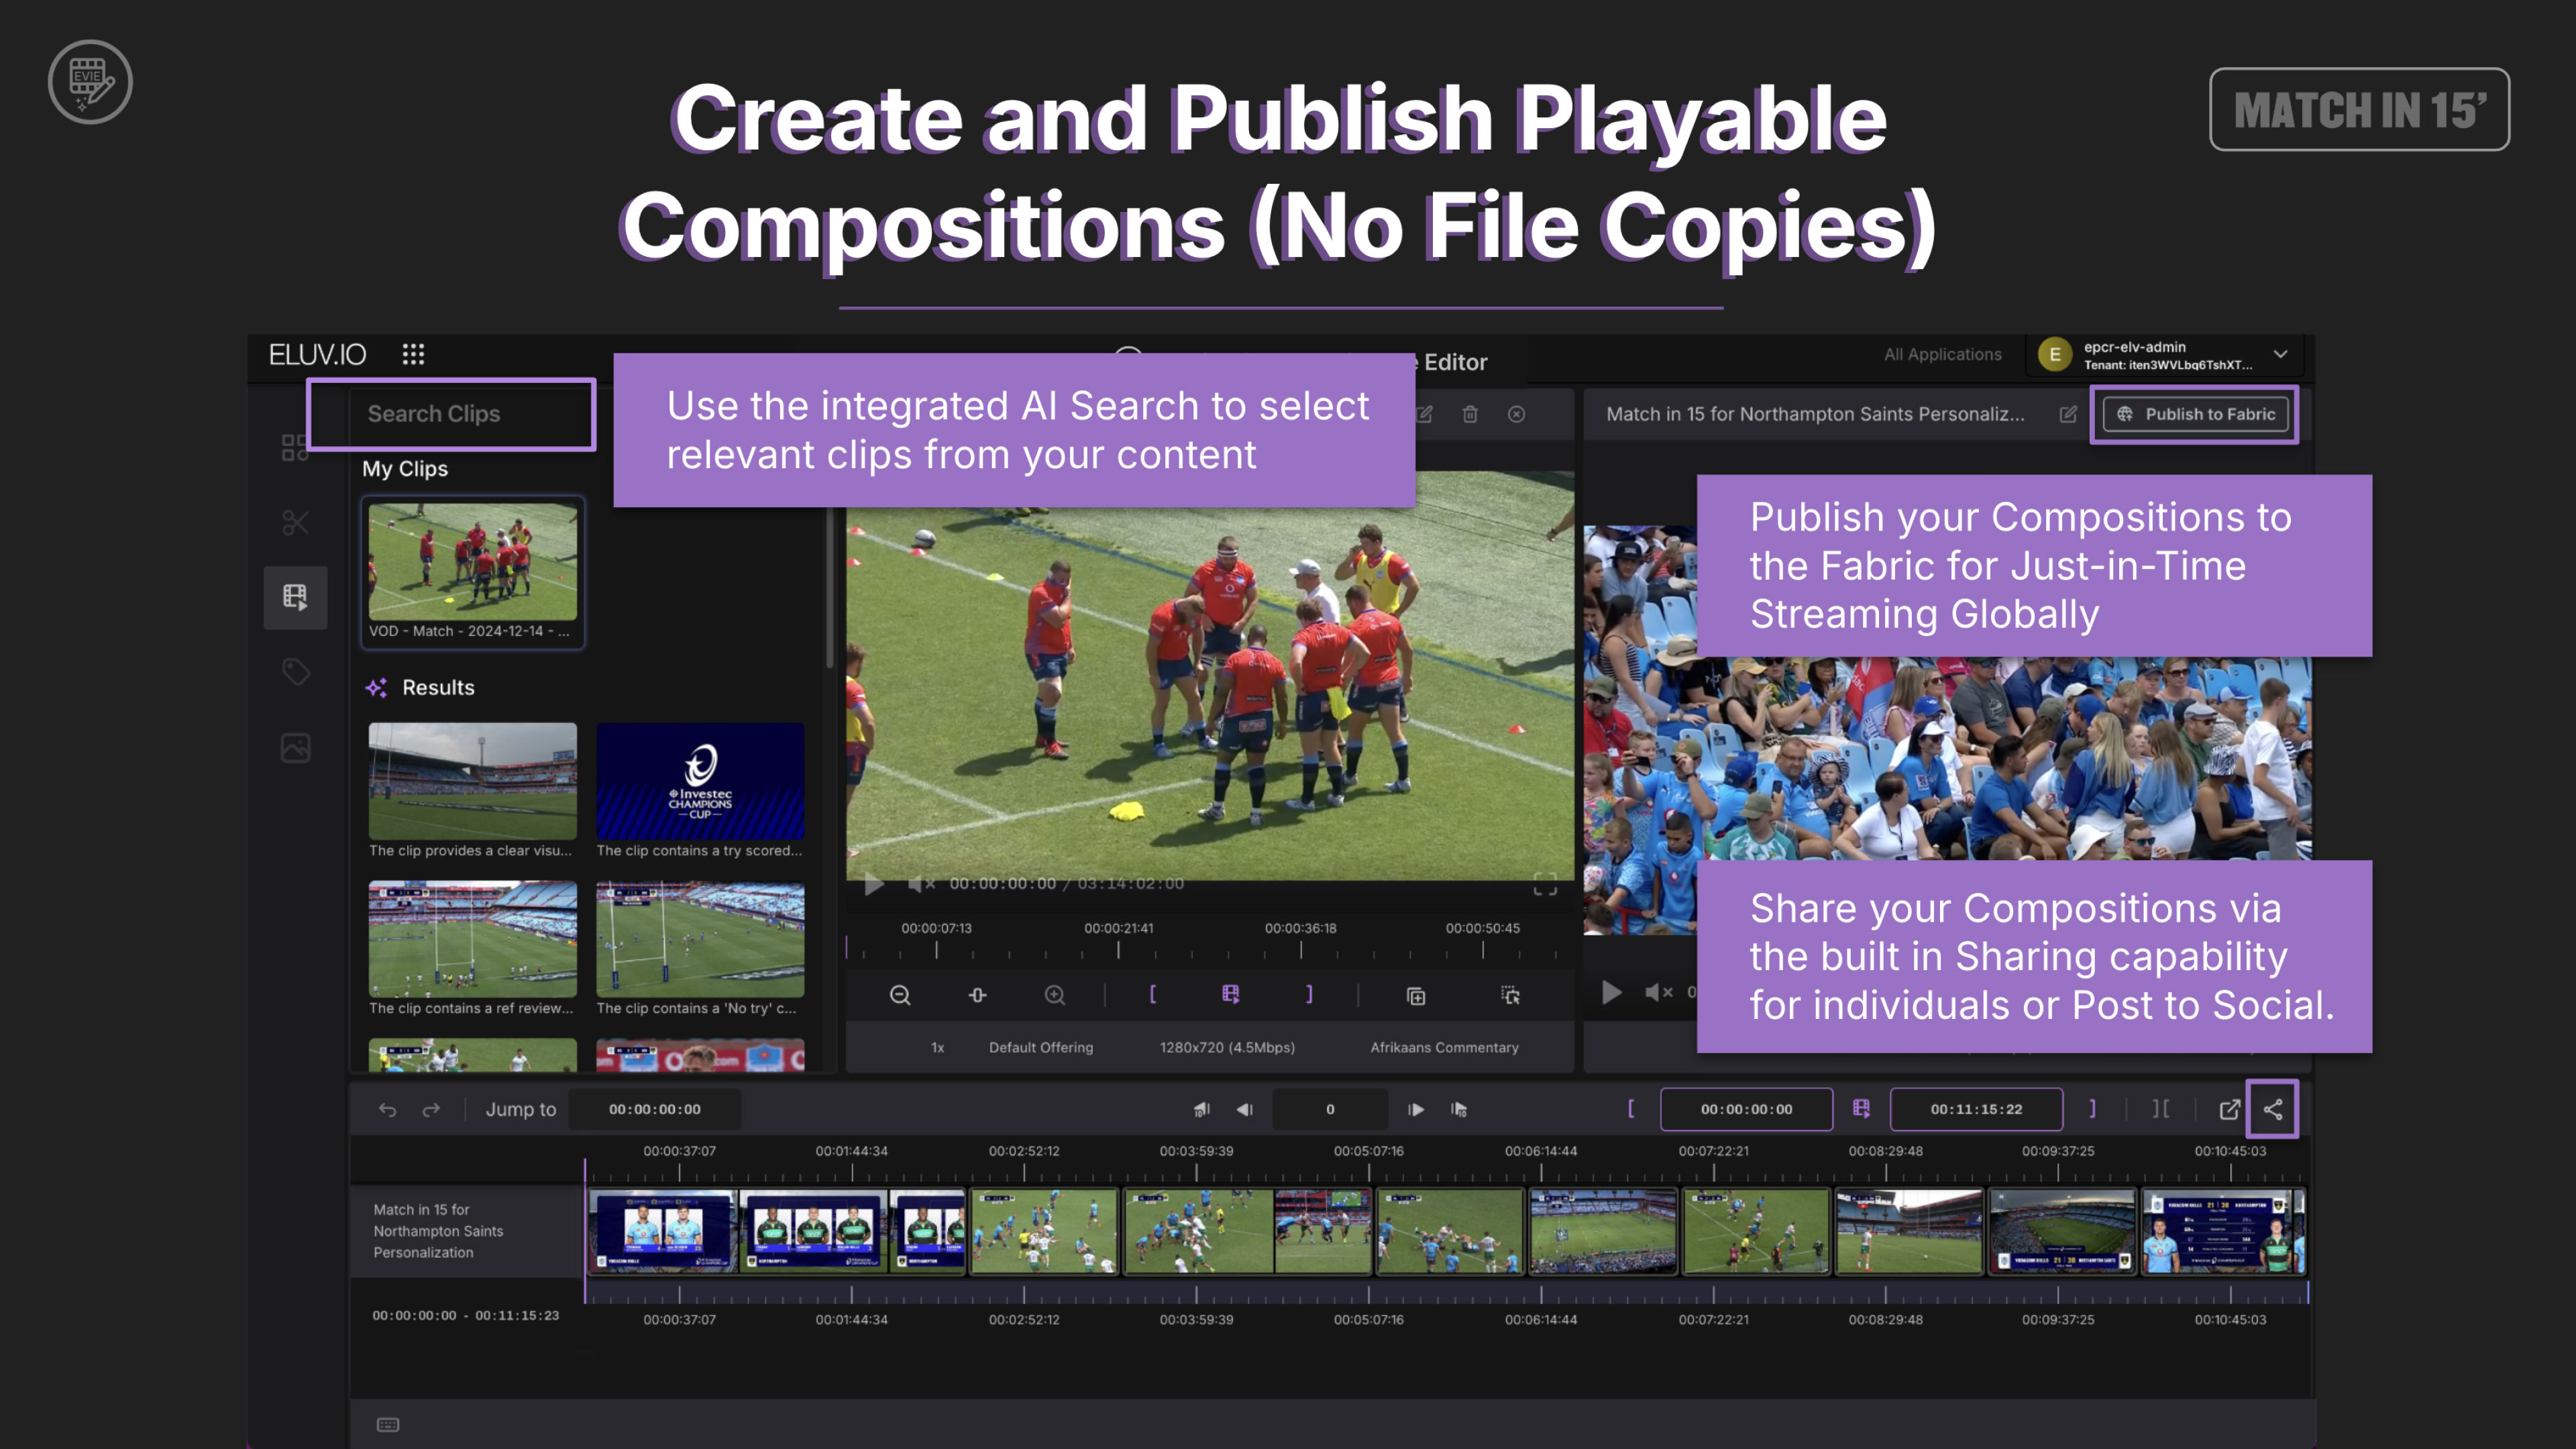 EVIE
MATCH IN 15’
Create and Publish Playable
Compositions (No File Copies)
ELUV.IO
Editor
All Applications
E
epcr-elv-admin
Tenant: iten3WVLbq6TshXT...
Search Clips
Use the integrated AI Search to select
relevant clips from your content
Match in 15 for Northampton Saints Personaliz...
Publish to Fabric
My Clips
VOD - Match - 2024-12-14 - ...
Publish your Compositions to
the Fabric for Just-in-Time
Streaming Globally
Results
Investec
CHAMPIONS
CUP
The clip provides a clear visu...
The clip contains a try scored...
The clip contains a ref review...
The clip contains a 'No try' c...
00:00:00:00 / 03:14:02:00
00:00:07:13
00:00:21:41
00:00:36:18
00:00:50:45
1x
Default Offering
1280x720 (4.5Mbps)
Afrikaans Commentary
0
Share your Compositions via
the built in Sharing capability
for individuals or Post to Social.
Jump to
00:00:00:00
10
0
10
00:00:00:00
00:11:15:22
00:00:37:07
00:01:44:34
00:02:52:12
00:03:59:39
00:05:07:16
00:06:14:44
00:07:22:21
00:08:29:48
00:09:37:25
00:10:45:03
Match in 15 for
Northampton Saints
Personalization
00:00:00:00 - 00:11:15:23
00:00:37:07
00:01:44:34
00:02:52:12
00:03:59:39
00:05:07:16
00:06:14:44
00:07:22:21
00:08:29:48
00:09:37:25
00:10:45:03